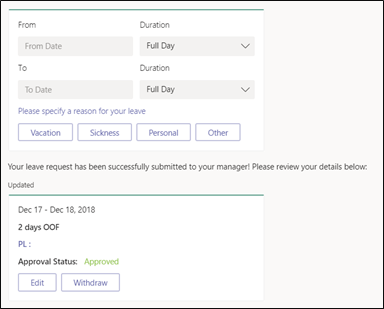 From Duration
From Date Full Day
To Duration
To Date Full Day
Please specify a reason for your leave
Vacation Sickness Personal Other
Your leave request has been successfully submitted to your manager! Please review your details below:
Updated
Dec 17 - Dec 18, 2018
2 days OOF
PL :
Approval Status: Approved
Edit Withdraw